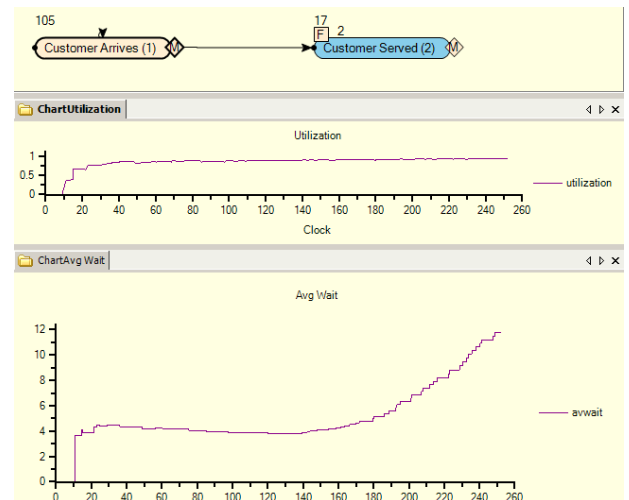 105
17
F 2
Customer Arrives (1) M
Customer Served (2) M
ChartUtilization
Utilization
1
0.5
0
0 20 40 60 80 100 120 140 160 180 200 220 240 260
Clock
utilization
ChartAvg Wait
Avg Wait
12
10
8
6
4
2
0
0 20 40 60 80 100 120 140 160 180 200 220 240 260
avwait